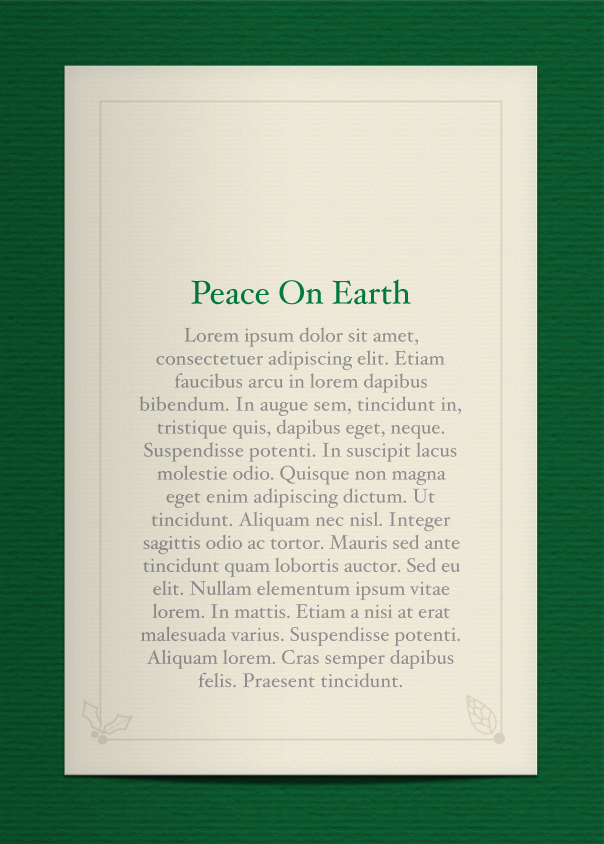 Peace On Earth
Lorem ipsum dolor sit amet,
consectetuer adipiscing elit. Etiam
faucibus arcu in lorem dapibus
bibendum. In augue sem, tincidunt in,
tristique quis, dapibus eget, neque.
Suspendisse potenti. In suscipit lacus
molestie odio. Quisque non magna
eget enim adipiscing dictum. Ut
tincidunt. Aliquam nec nisl. Integer
sagittis odio ac tortor. Mauris sed ante
tincidunt quam lobortis auctor. Sed eu
elit. Nullam elementum ipsum vitae
lorem. In mattis. Etiam a nisi at erat
malesuada varius. Suspendisse potenti.
Aliquam lorem. Cras semper dapibus
felis. Praesent tincidunt.